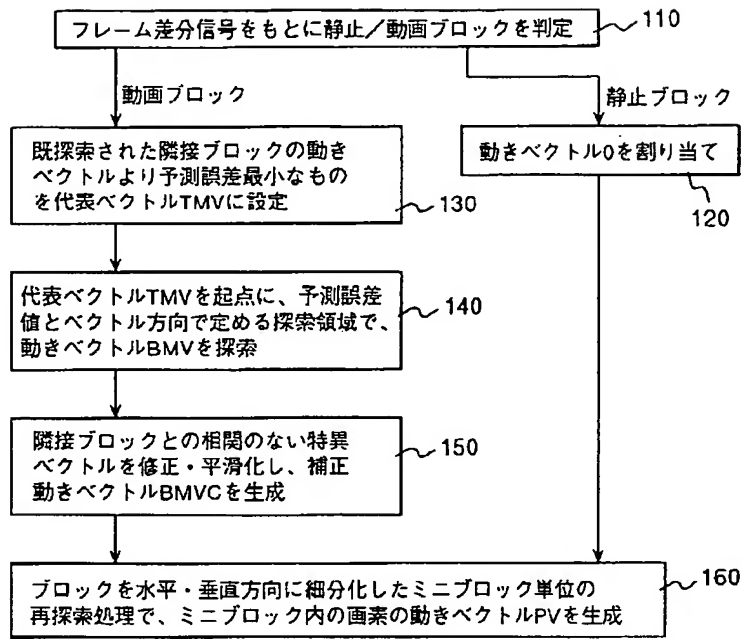 フレーム差分信号をもとに静止／動画ブロックを判定
110
動画ブロック
静止ブロック
既探索された隣接ブロックの動き
ベクトルより予測誤差最小なもの
を代表ベクトルTMVに設定
130
動きベクトル0を割り当て
120
代表ベクトルTMVを起点に、予測誤差
値とベクトル方向で定める探索領域で、
動きベクトルBMVを探索
140
隣接ブロックとの相関のない特異
ベクトルを修正・平滑化し、補正
動きベクトルBMVCを生成
150
ブロックを水平・垂直方向に細分化したミニブロック単位の
再探索処理で、ミニブロック内の画素の動きベクトルPVを生成
160